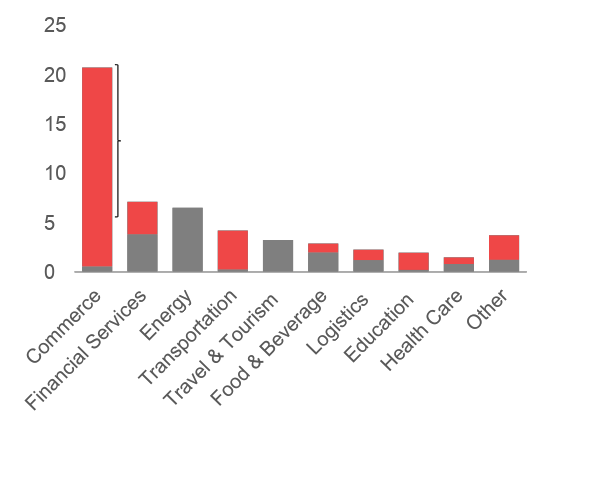 25
20
15
10
5
0
Commerce
Financial Services
Energy
Transportation
Travel & Tourism
Food & Beverage
Logistics
Education
Health Care
Other